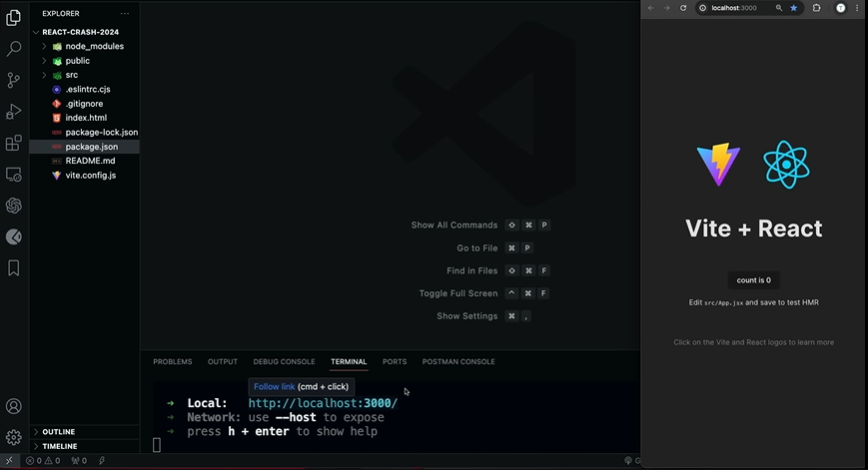 EXPLORER
REACT-CRASH-2024
node_modules
public
src
.eslintrc.cjs
.gitignore
index.html
package-lock.json
package.json
README.md
vite.config.js
OUTLINE
TIMELINE
0 0 0
Show All Commands ⇧ ⌘ P
Go to File ⌘ P
Find in Files ⇧ ⌘ F
Toggle Full Screen ^ ⌘ F
Show Settings ⌘ ,
PROBLEMS OUTPUT DEBUG CONSOLE TERMINAL PORTS POSTMAN CONSOLE
Follow link (cmd + click)
➜ Local: http://localhost:3000/
➜ Network: use --host to expose
➜ press h + enter to show help
localhost:3000
T
Vite + React
count is 0
Edit src/App.jsx and save to test HMR
Click on the Vite and React logos to learn more